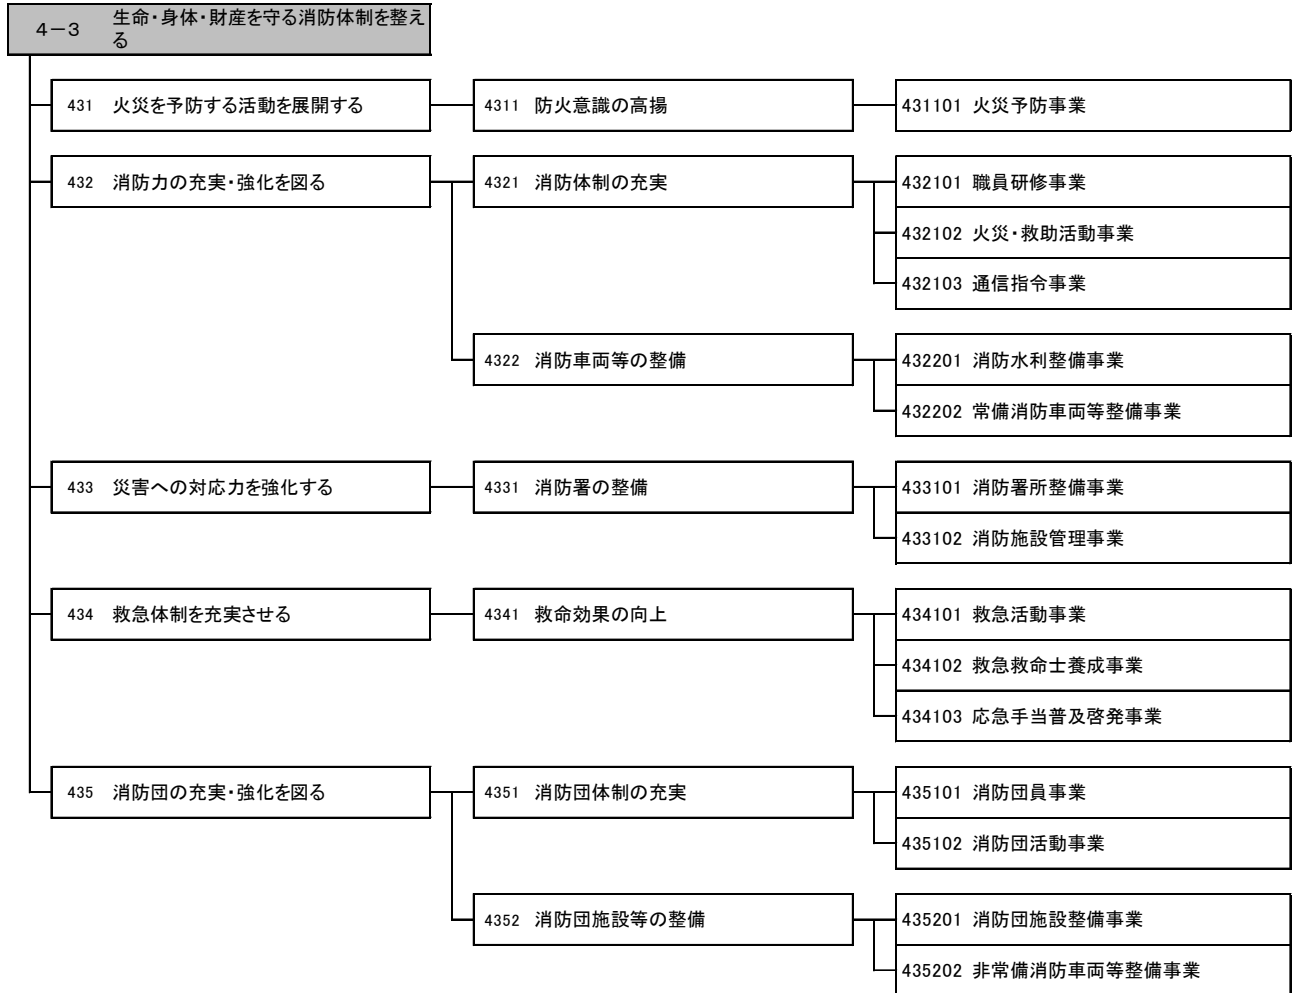 4－3 生命・身体・財産を守る消防体制を整え
る
431 火災を予防する活動を展開する 4311 防火意識の高揚 431101 火災予防事業
432 消防力の充実・強化を図る 4321 消防体制の充実 432101 職員研修事業
432102 火災・救助活動事業
432103 通信指令事業
4322 消防車両等の整備 432201 消防水利整備事業
432202 常備消防車両等整備事業
433 災害への対応力を強化する 4331 消防署の整備 433101 消防署所整備事業
433102 消防施設管理事業
434 救急体制を充実させる 4341 救命効果の向上 434101 救急活動事業
434102 救急救命士養成事業
434103 応急手当普及啓発事業
435 消防団の充実・強化を図る 4351 消防団体制の充実 435101 消防団員事業
435102 消防団活動事業
4352 消防団施設等の整備 435201 消防団施設整備事業
435202 非常備消防車両等整備事業